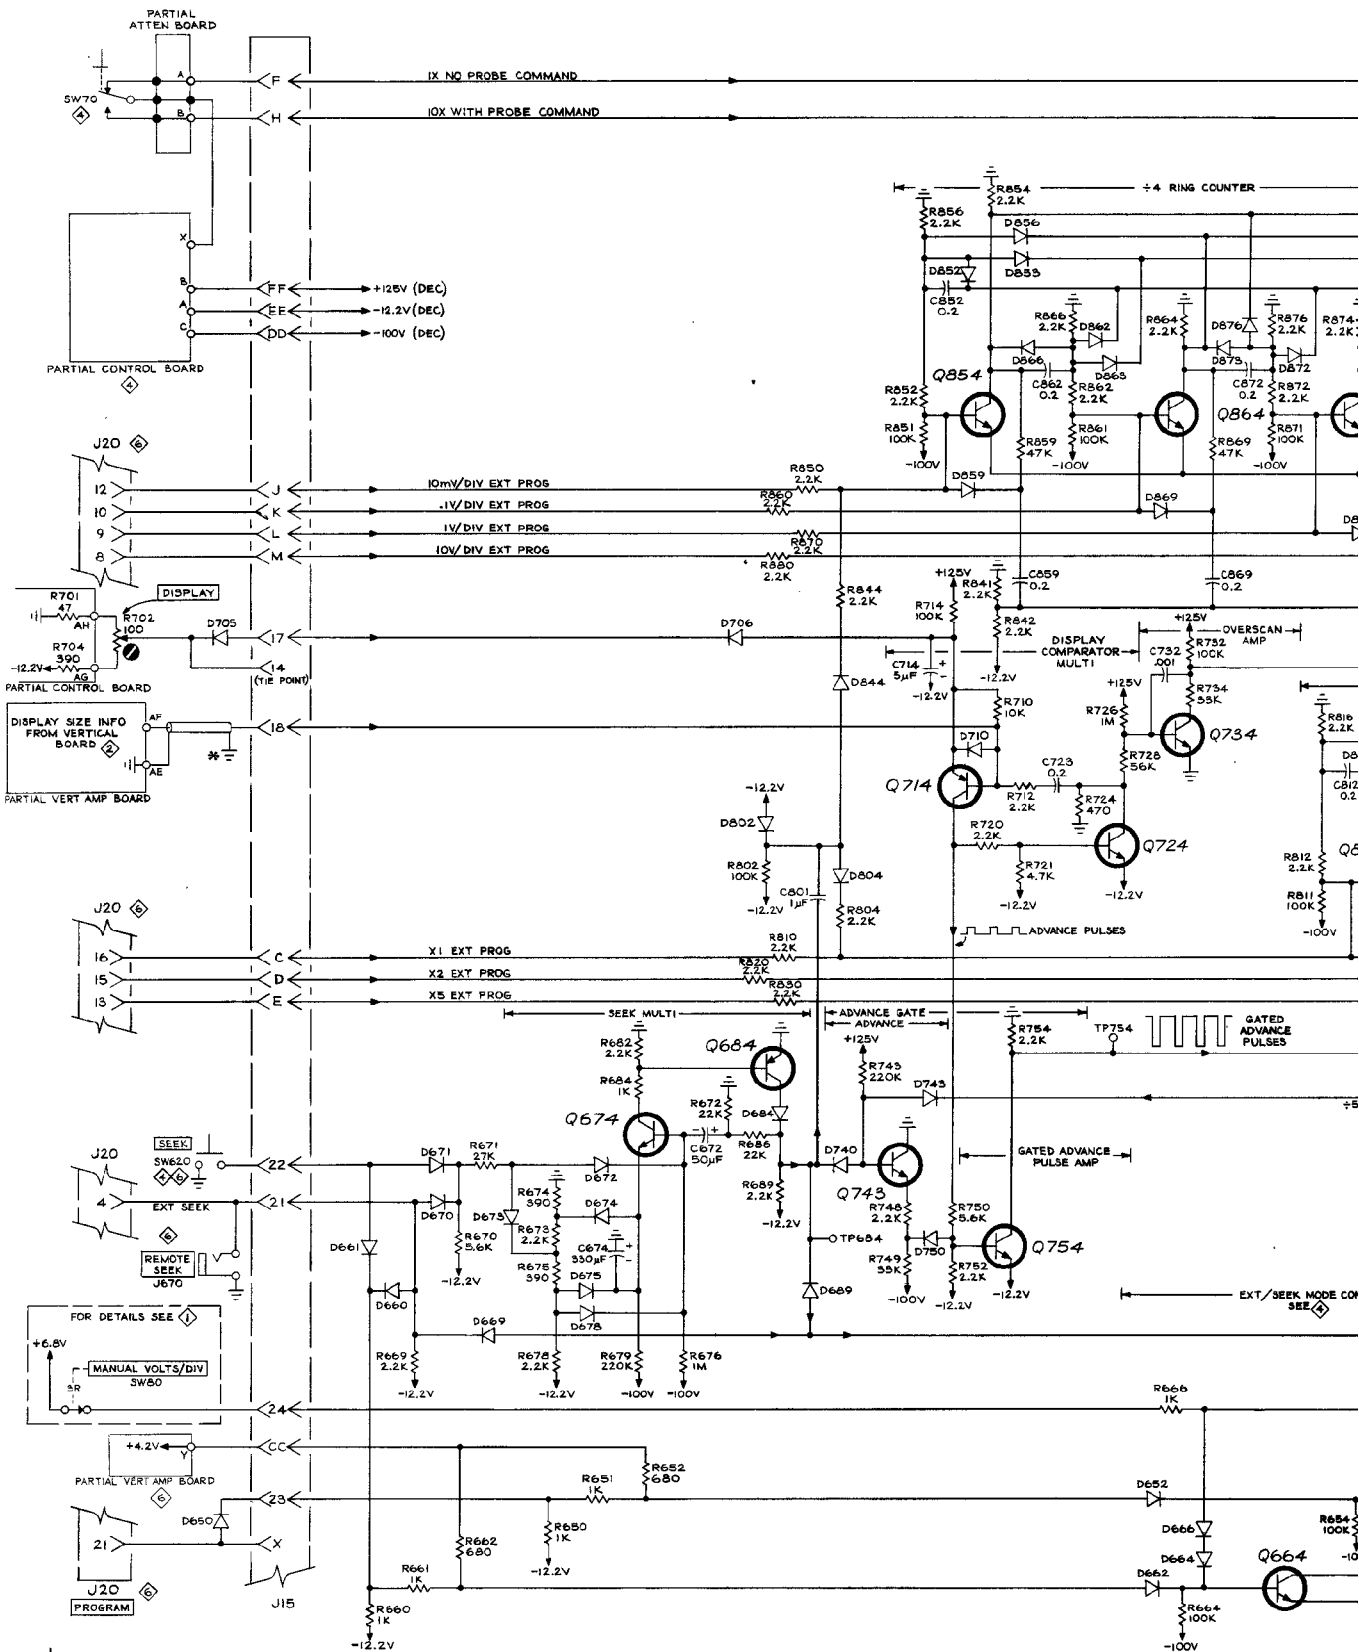 PARTIAL
ATTEN BOARD
A
F
1X NO PROBE COMMAND
SW70
4
B
H
10X WITH PROBE COMMAND
X
B
FF
+125V (DEC)
A
EE
-12.2V (DEC)
C
DD
-100V (DEC)
PARTIAL CONTROL BOARD
4
÷4 RING COUNTER
R854
2.2K
R856
2.2K
D856
D853
D852
C852
0.2
R866
2.2K
D862
R864
2.2K
D876
R876
2.2K
R874
2.2K
D866
D863
D873
D872
Q854
C862
0.2
R862
2.2K
C872
0.2
R872
2.2K
R852
2.2K
Q864
R851
100K
R859
47K
R861
100K
R869
47K
R871
100K
-100V
-100V
-100V
J20 6
12
J
10mV/DIV EXT PROG
R850
2.2K
D859
10
K
.1V/DIV EXT PROG
R860
2.2K
D869
9
L
1V/DIV EXT PROG
R870
2.2K
D8
8
M
10V/DIV EXT PROG
R880
2.2K
R701
47
AH
DISPLAY
R702
100
R704
390
-12.2V
AG
PARTIAL CONTROL BOARD
D705
17
D706
14
(TIE POINT)
R844
2.2K
+125V
R714
100K
R841
2.2K
C859
0.2
C869
0.2
R842
2.2K
-12.2V
C714
5µF
+
-
-12.2V
DISPLAY
COMPARATOR
MULTI
OVERSCAN
AMP
+125V
R732
100K
C732
.001
R734
33K
DISPLAY SIZE INFO
FROM VERTICAL
BOARD 2
AF
AE
18
*
PARTIAL VERT AMP BOARD
D844
R710
10K
D710
+125V
R726
1M
R728
56K
Q734
R816
2.2K
D8
C812
0.2
Q714
R712
2.2K
C723
0.2
R724
470
-12.2V
D802
R802
100K
-12.2V
C801
1µF
D804
R804
2.2K
R720
2.2K
R721
4.7K
Q724
-12.2V
-12.2V
R812
2.2K
Q8
R811
100K
-100V
ADVANCE PULSES
J20 6
16
C
X1 EXT PROG
R810
2.2K
15
D
X2 EXT PROG
R820
2.2K
13
E
X5 EXT PROG
R830
2.2K
SEEK MULTI
ADVANCE GATE
ADVANCE
R754
2.2K
TP754
GATED
ADVANCE
PULSES
R682
2.2K
Q684
+125V
R743
220K
R684
1K
D743
÷5
Q674
R672
22K
D684
-
+
C672
50µF
R686
22K
D740
Q743
GATED ADVANCE
PULSE AMP
J20
SEEK
SW620
4 6
22
D671
R671
27K
D672
R689
2.2K
-12.2V
4
EXT SEEK
21
D670
D673
R674
390
D674
R748
2.2K
R750
5.6K
6
REMOTE
SEEK
J670
D661
R670
5.6K
-12.2V
R673
2.2K
C674
330µF
+
-
TP684
R749
33K
D750
Q754
R675
390
D675
R752
2.2K
D660
D678
D689
-100V
-12.2V
-12.2V
EXT/SEEK MODE CON
SEE 4
FOR DETAILS SEE 1
+6.8V
MANUAL VOLTS/DIV
SW80
3R
D669
R669
2.2K
R678
2.2K
R679
220K
R676
1M
-12.2V
-12.2V
-100V
-100V
24
R666
1K
+4.2V
Y
CC
PARTIAL VERT AMP BOARD
6
R652
680
23
R651
1K
D652
D650
R650
1K
-12.2V
R654
100K
-10
21
X
R662
680
D666
D664
Q664
J20 6
PROGRAM
J15
R661
1K
D662
R660
1K
-12.2V
R664
100K
-100V